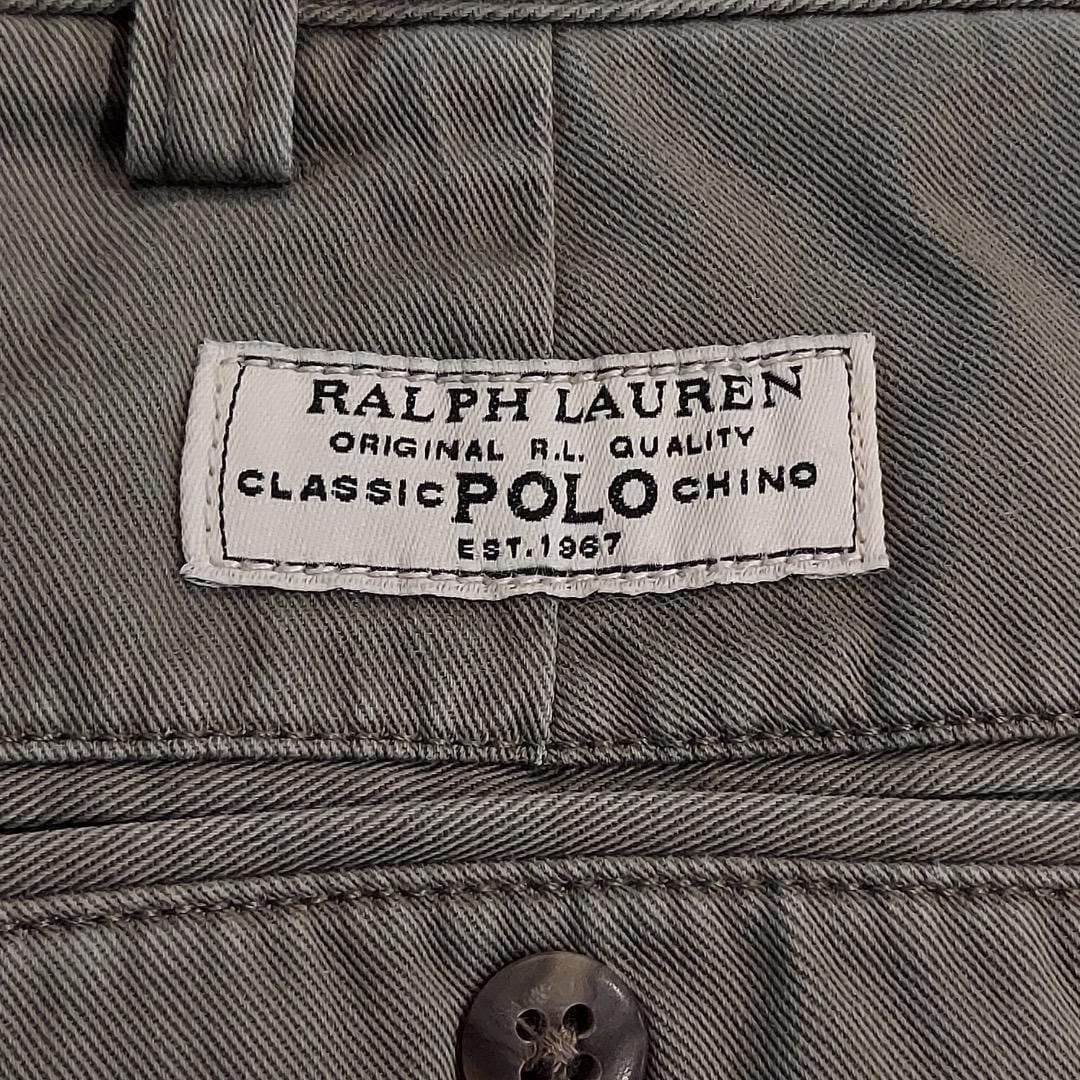 RALPH LAUREN
ORIGINAL R.L. QUALITY
CLASSIC POLO CHINO
EST.1967